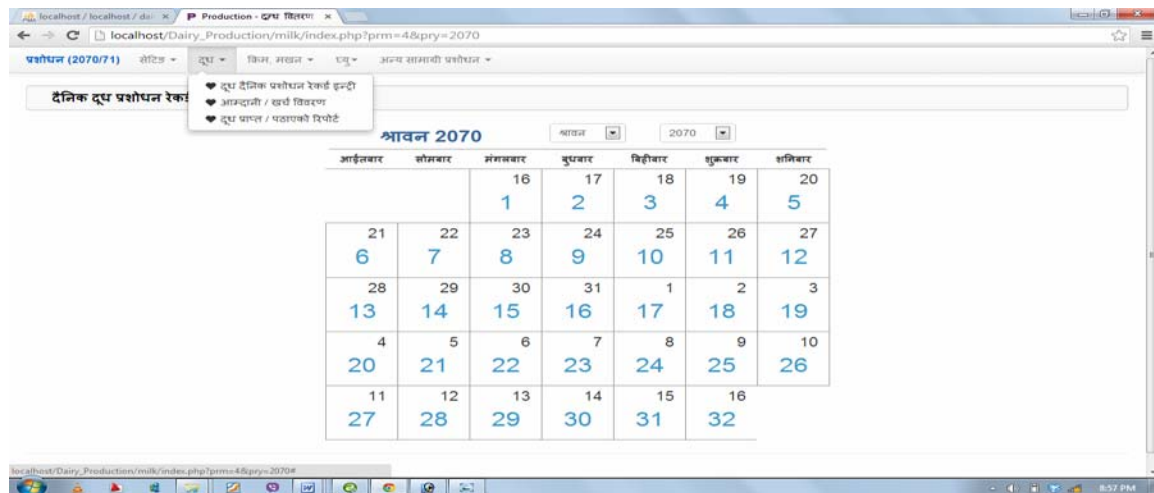 localhost / localhost / dai
Production - दुग्ध वितरण
localhost/Dairy_Production/milk/index.php?prm=4&pry=2070
प्रशोधन (2070/71) सेटिङ दूध क्रिम, मखन घ्यु अन्य सामाग्री प्रशोधन
दूध दैनिक प्रशोधन रेकर्ड इन्ट्री
आम्दानी / खर्च विवरण
दूध प्राप्त / पठाएको रिपोर्ट
दैनिक दूध प्रशोधन रेकर्ड
श्रावन 2070 श्रावन 2070
आईतबार सोमबार मंगलबार बुधबार बिहीबार शुक्रबार शनिबार
16 17 18 19 20
1 2 3 4 5
21 22 23 24 25 26 27
6 7 8 9 10 11 12
28 29 30 31 1 2 3
13 14 15 16 17 18 19
4 5 6 7 8 9 10
20 21 22 23 24 25 26
11 12 13 14 15 16
27 28 29 30 31 32
localhost/Dairy_Production/milk/index.php?prm=4&pry=2070#
8:57 PM